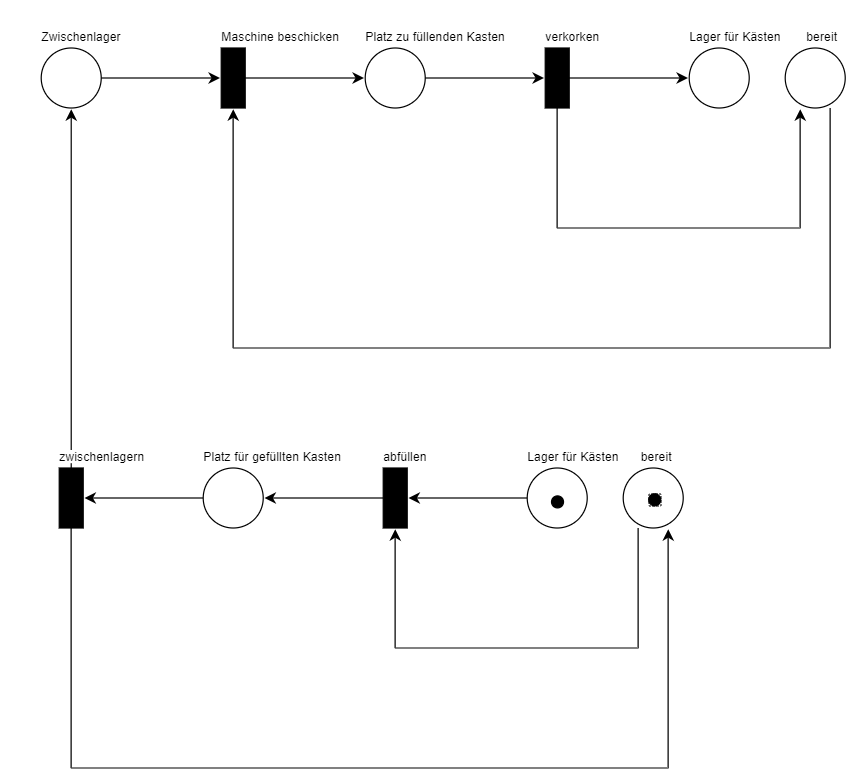 Zwischenlager
Maschine beschicken
Platz zu füllenden Kasten
verkorken
Lager für Kästen
bereit
zwischenlagern
Platz für gefüllten Kasten
abfüllen
Lager für Kästen
bereit